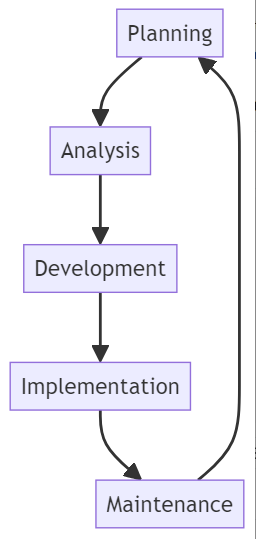 Planning
Analysis
Development
Implementation
Maintenance